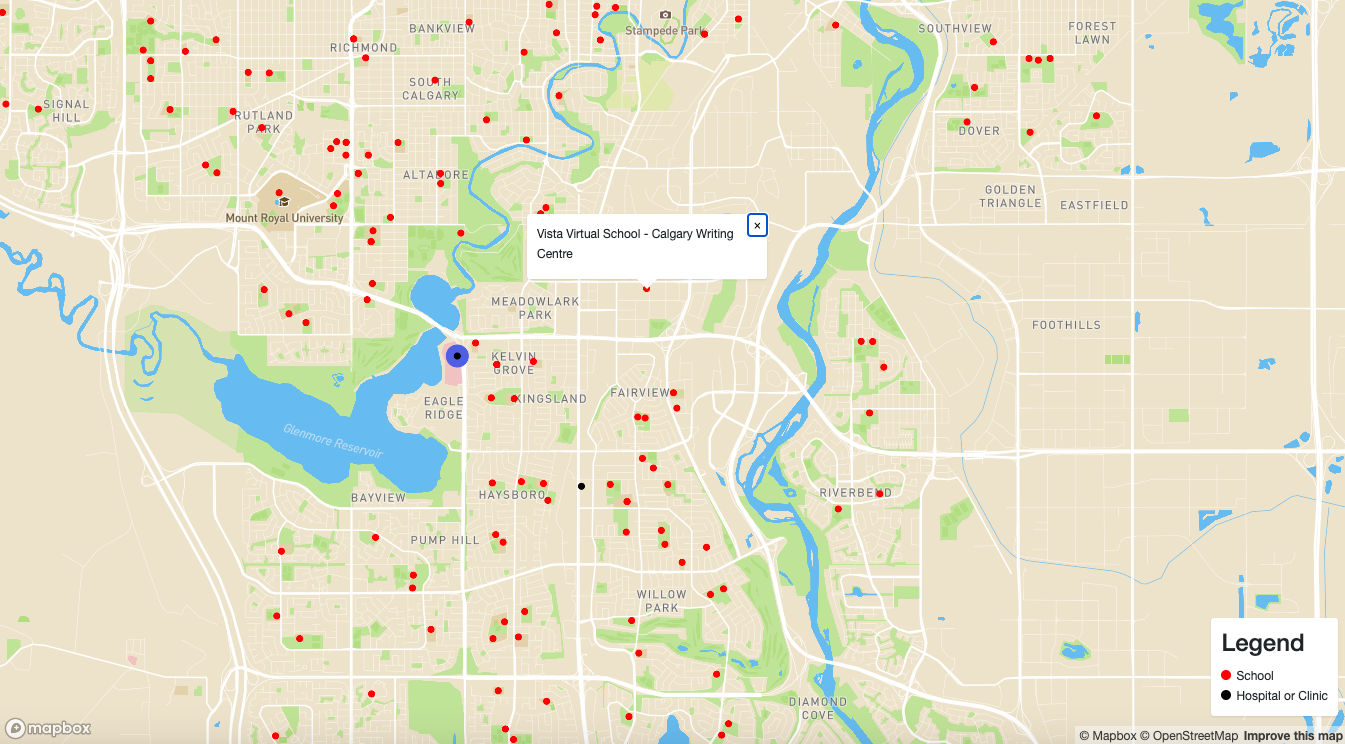 BANKVIEW
Stampede Park
SOUTHVIEW
FOREST
LAWN
RICHMOND
SOUTH
CALGARY
SIGNAL
HILL
RUTLAND
PARK
DOVER
ALTADORE
GOLDEN
TRIANGLE
EASTFIELD
Mount Royal University
Vista Virtual School - Calgary Writing
Centre
×
MEADOWLARK
PARK
FOOTHILLS
KELVIN
GROVE
FAIRVIEW
EAGLE
RIDGE
KINGSLAND
Glenmore Reservoir
BAYVIEW
HAYSBORO
RIVERBEND
PUMP HILL
WILLOW
PARK
DIAMOND
COVE
Legend
School
Hospital or Clinic
mapbox
© Mapbox © OpenStreetMap Improve this map